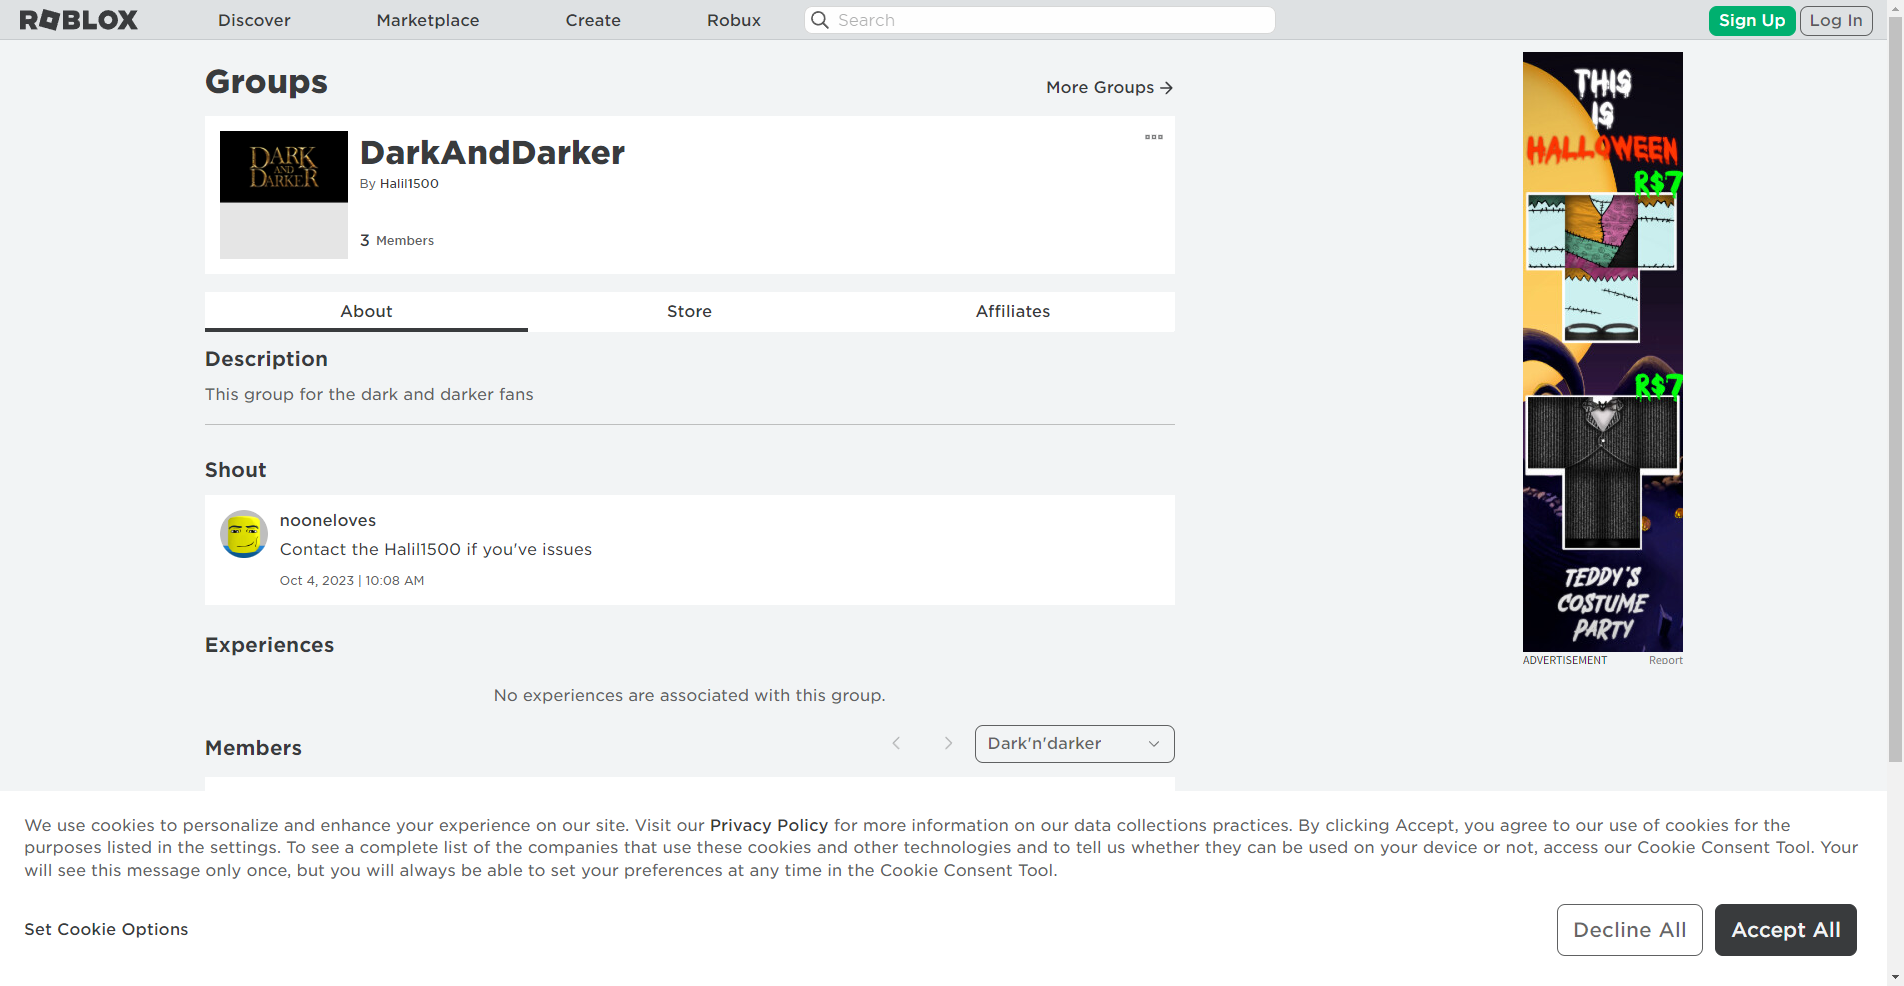 ROBLOX
Discover
Marketplace
Create
Robux
Search
Sign Up
Log In
Groups
More Groups
DARK
AND
DARKER
DarkAndDarker
By Halil1500
3 Members
About
Store
Affiliates
Description
This group for the dark and darker fans
Shout
nooneloves
Contact the Halil1500 if you've issues
Oct 4, 2023 | 10:08 AM
Experiences
No experiences are associated with this group.
Members
Dark'n'darker
THIS
IS
HALLOWEEN
R$7
R$7
TEDDY'S
COSTUME
PARTY
ADVERTISEMENT
Report
We use cookies to personalize and enhance your experience on our site. Visit our Privacy Policy for more information on our data collections practices. By clicking Accept, you agree to our use of cookies for the
purposes listed in the settings. To see a complete list of the companies that use these cookies and other technologies and to tell us whether they can be used on your device or not, access our Cookie Consent Tool. Your
will see this message only once, but you will always be able to set your preferences at any time in the Cookie Consent Tool.
Set Cookie Options
Decline All
Accept All